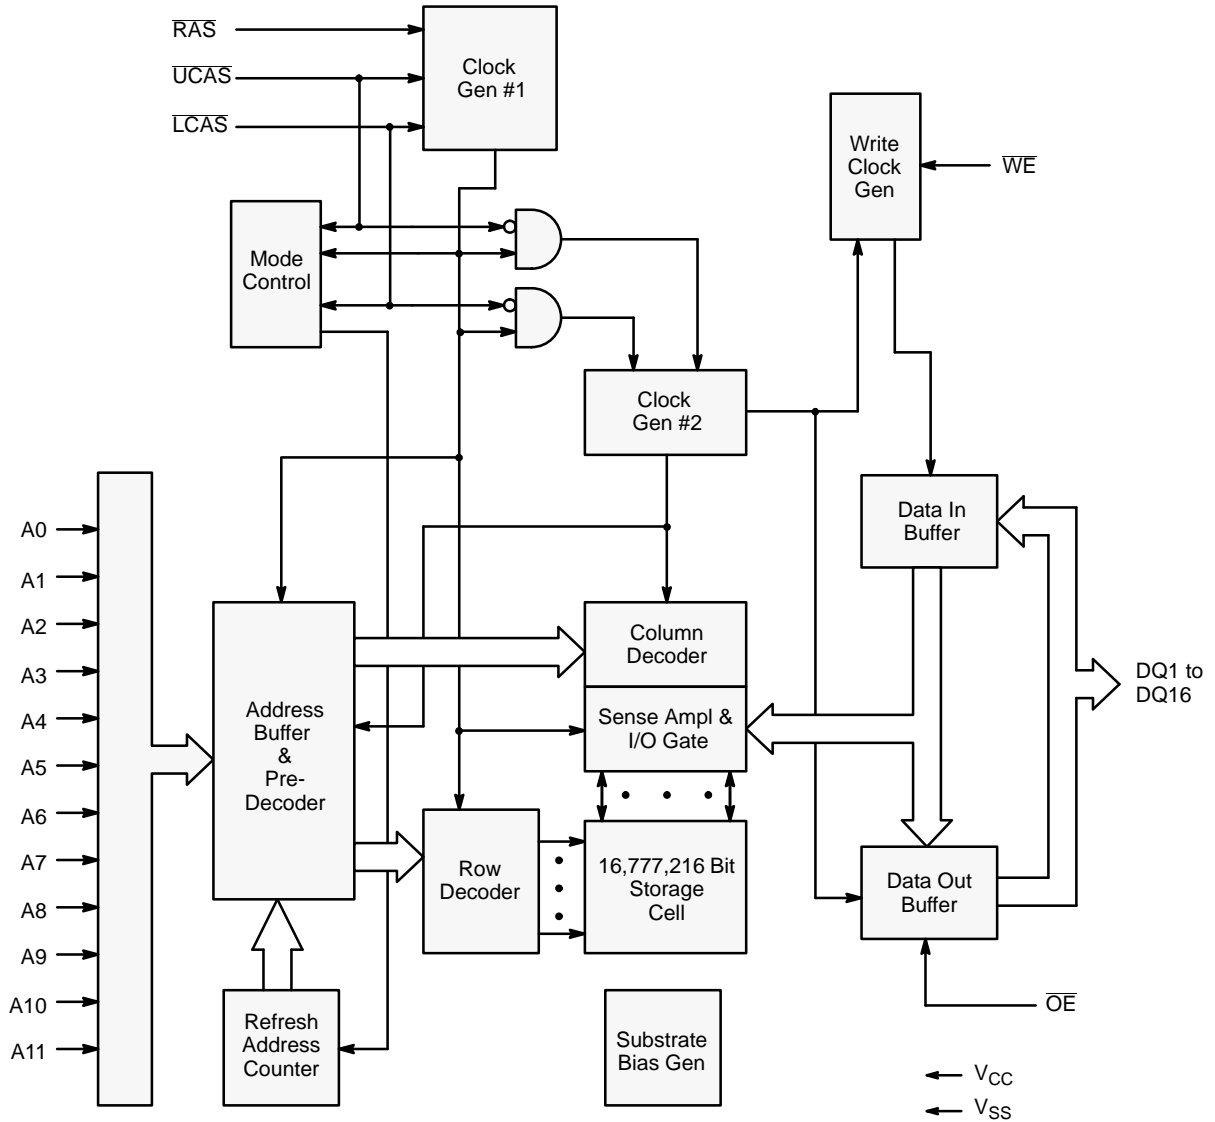 RAS
UCAS
LCAS
Clock
Gen #1
Write
Clock
Gen
WE
Mode
Control
Clock
Gen #2
A0
A1
A2
A3
A4
A5
A6
A7
A8
A9
A10
A11
Data In
Buffer
Column
Decoder
Sense Ampl &
I/O Gate
DQ1 to
DQ16
Address
Buffer
&
Pre-
Decoder
Row
Decoder
16,777,216 Bit
Storage
Cell
Data Out
Buffer
OE
Refresh
Address
Counter
Substrate
Bias Gen
VCC
VSS